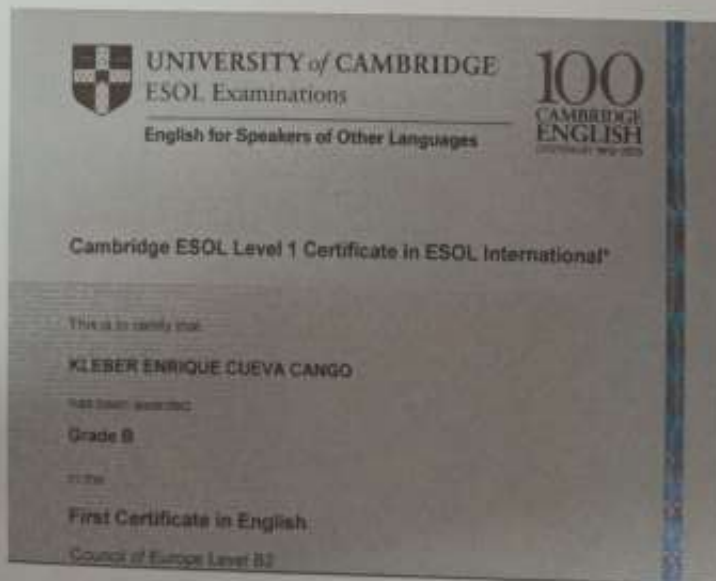 UNIVERSITY of CAMBRIDGE
ESOL Examinations
English for Speakers of Other Languages
100
CAMBRIDGE
ENGLISH
Cambridge ESOL Level 1 Certificate in ESOL International*
This is to certify that
KLEBER ENRIQUE CUEVA CANGO
has been awarded
Grade B
in the
First Certificate in English
Council of Europe Level B2